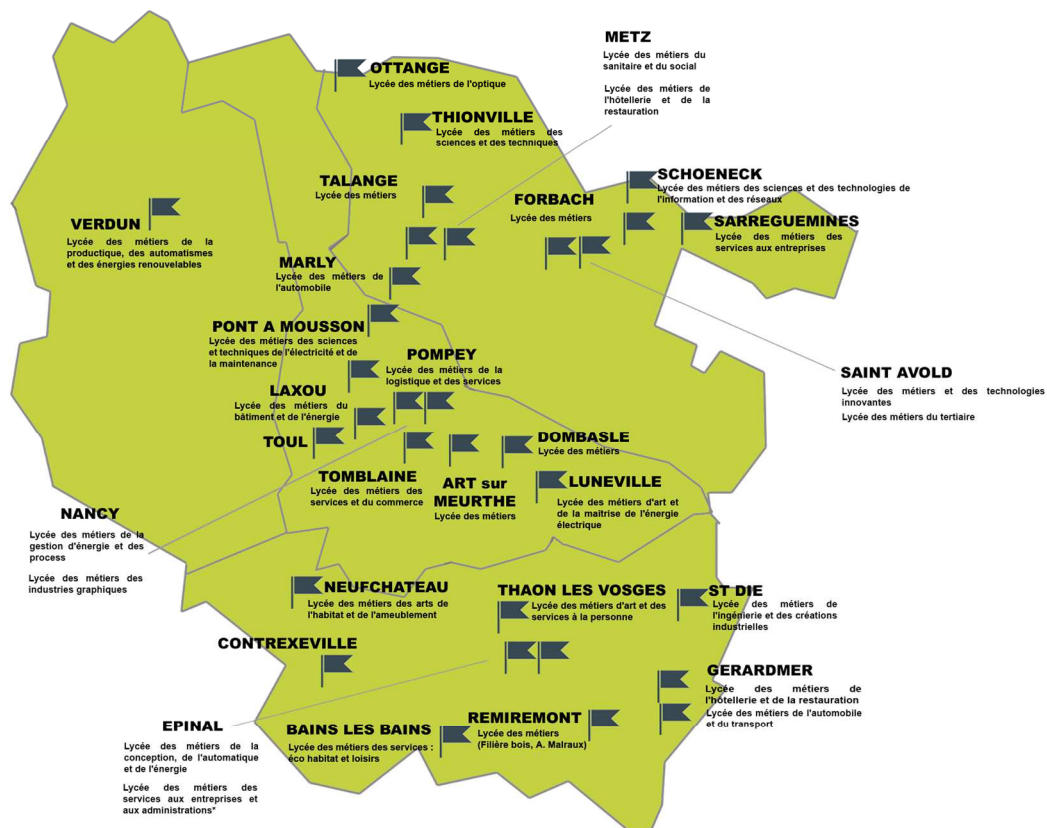 METZ
Lycée des métiers du
sanitaire et du social
Lycée des métiers de
l'hôtellerie et de la
restauration
OTTANGE
Lycée des métiers de l'optique
THIONVILLE
Lycée des métiers des
sciences et des techniques
TALANGE
Lycée des métiers
FORBACH
Lycée des métiers
SCHOENECK
Lycée des métiers des sciences et des technologies de
l'information et des réseaux
SARREGUEMINES
Lycée des métiers des
services aux entreprises
VERDUN
Lycée des métiers de la
productique, des automatismes
et des énergies renouvelables
MARLY
Lycée des métiers de
l'automobile
PONT A MOUSSON
Lycée des métiers des sciences
et techniques de l'électricité et de
la maintenance
POMPEY
Lycée des métiers de la
logistique et des services
SAINT AVOLD
Lycée des métiers et des technologies
innovantes
Lycée des métiers du tertiaire
LAXOU
Lycée des métiers du
bâtiment et de l'énergie
TOUL
DOMBASLE
Lycée des métiers
TOMBLAINE
Lycée des métiers des
services et du commerce
ART sur
MEURTHE
Lycée des métiers
LUNEVILLE
Lycée des métiers d'art et
de la maîtrise de l'énergie
électrique
NANCY
Lycée des métiers de la
gestion d'énergie et des
process
Lycée des métiers des
industries graphiques
NEUFCHATEAU
Lycée des métiers des arts de
l'habitat et de l'ameublement
THAON LES VOSGES
Lycée des métiers d'art et des
services à la personne
ST DIE
Lycée des métiers de
l'ingénierie et des créations
industrielles
CONTREXEVILLE
GERARDMER
Lycée des métiers de
l'hôtellerie et de la restauration
Lycée des métiers de l'automobile
et du transport
EPINAL
Lycée des métiers de la
conception, de l'automatique
et de l'énergie
Lycée des métiers des
services aux entreprises et
aux administrations*
BAINS LES BAINS
Lycée des métiers des services :
éco habitat et loisirs
REMIREMONT
Lycée des métiers
(Filière bois, A. Malraux)